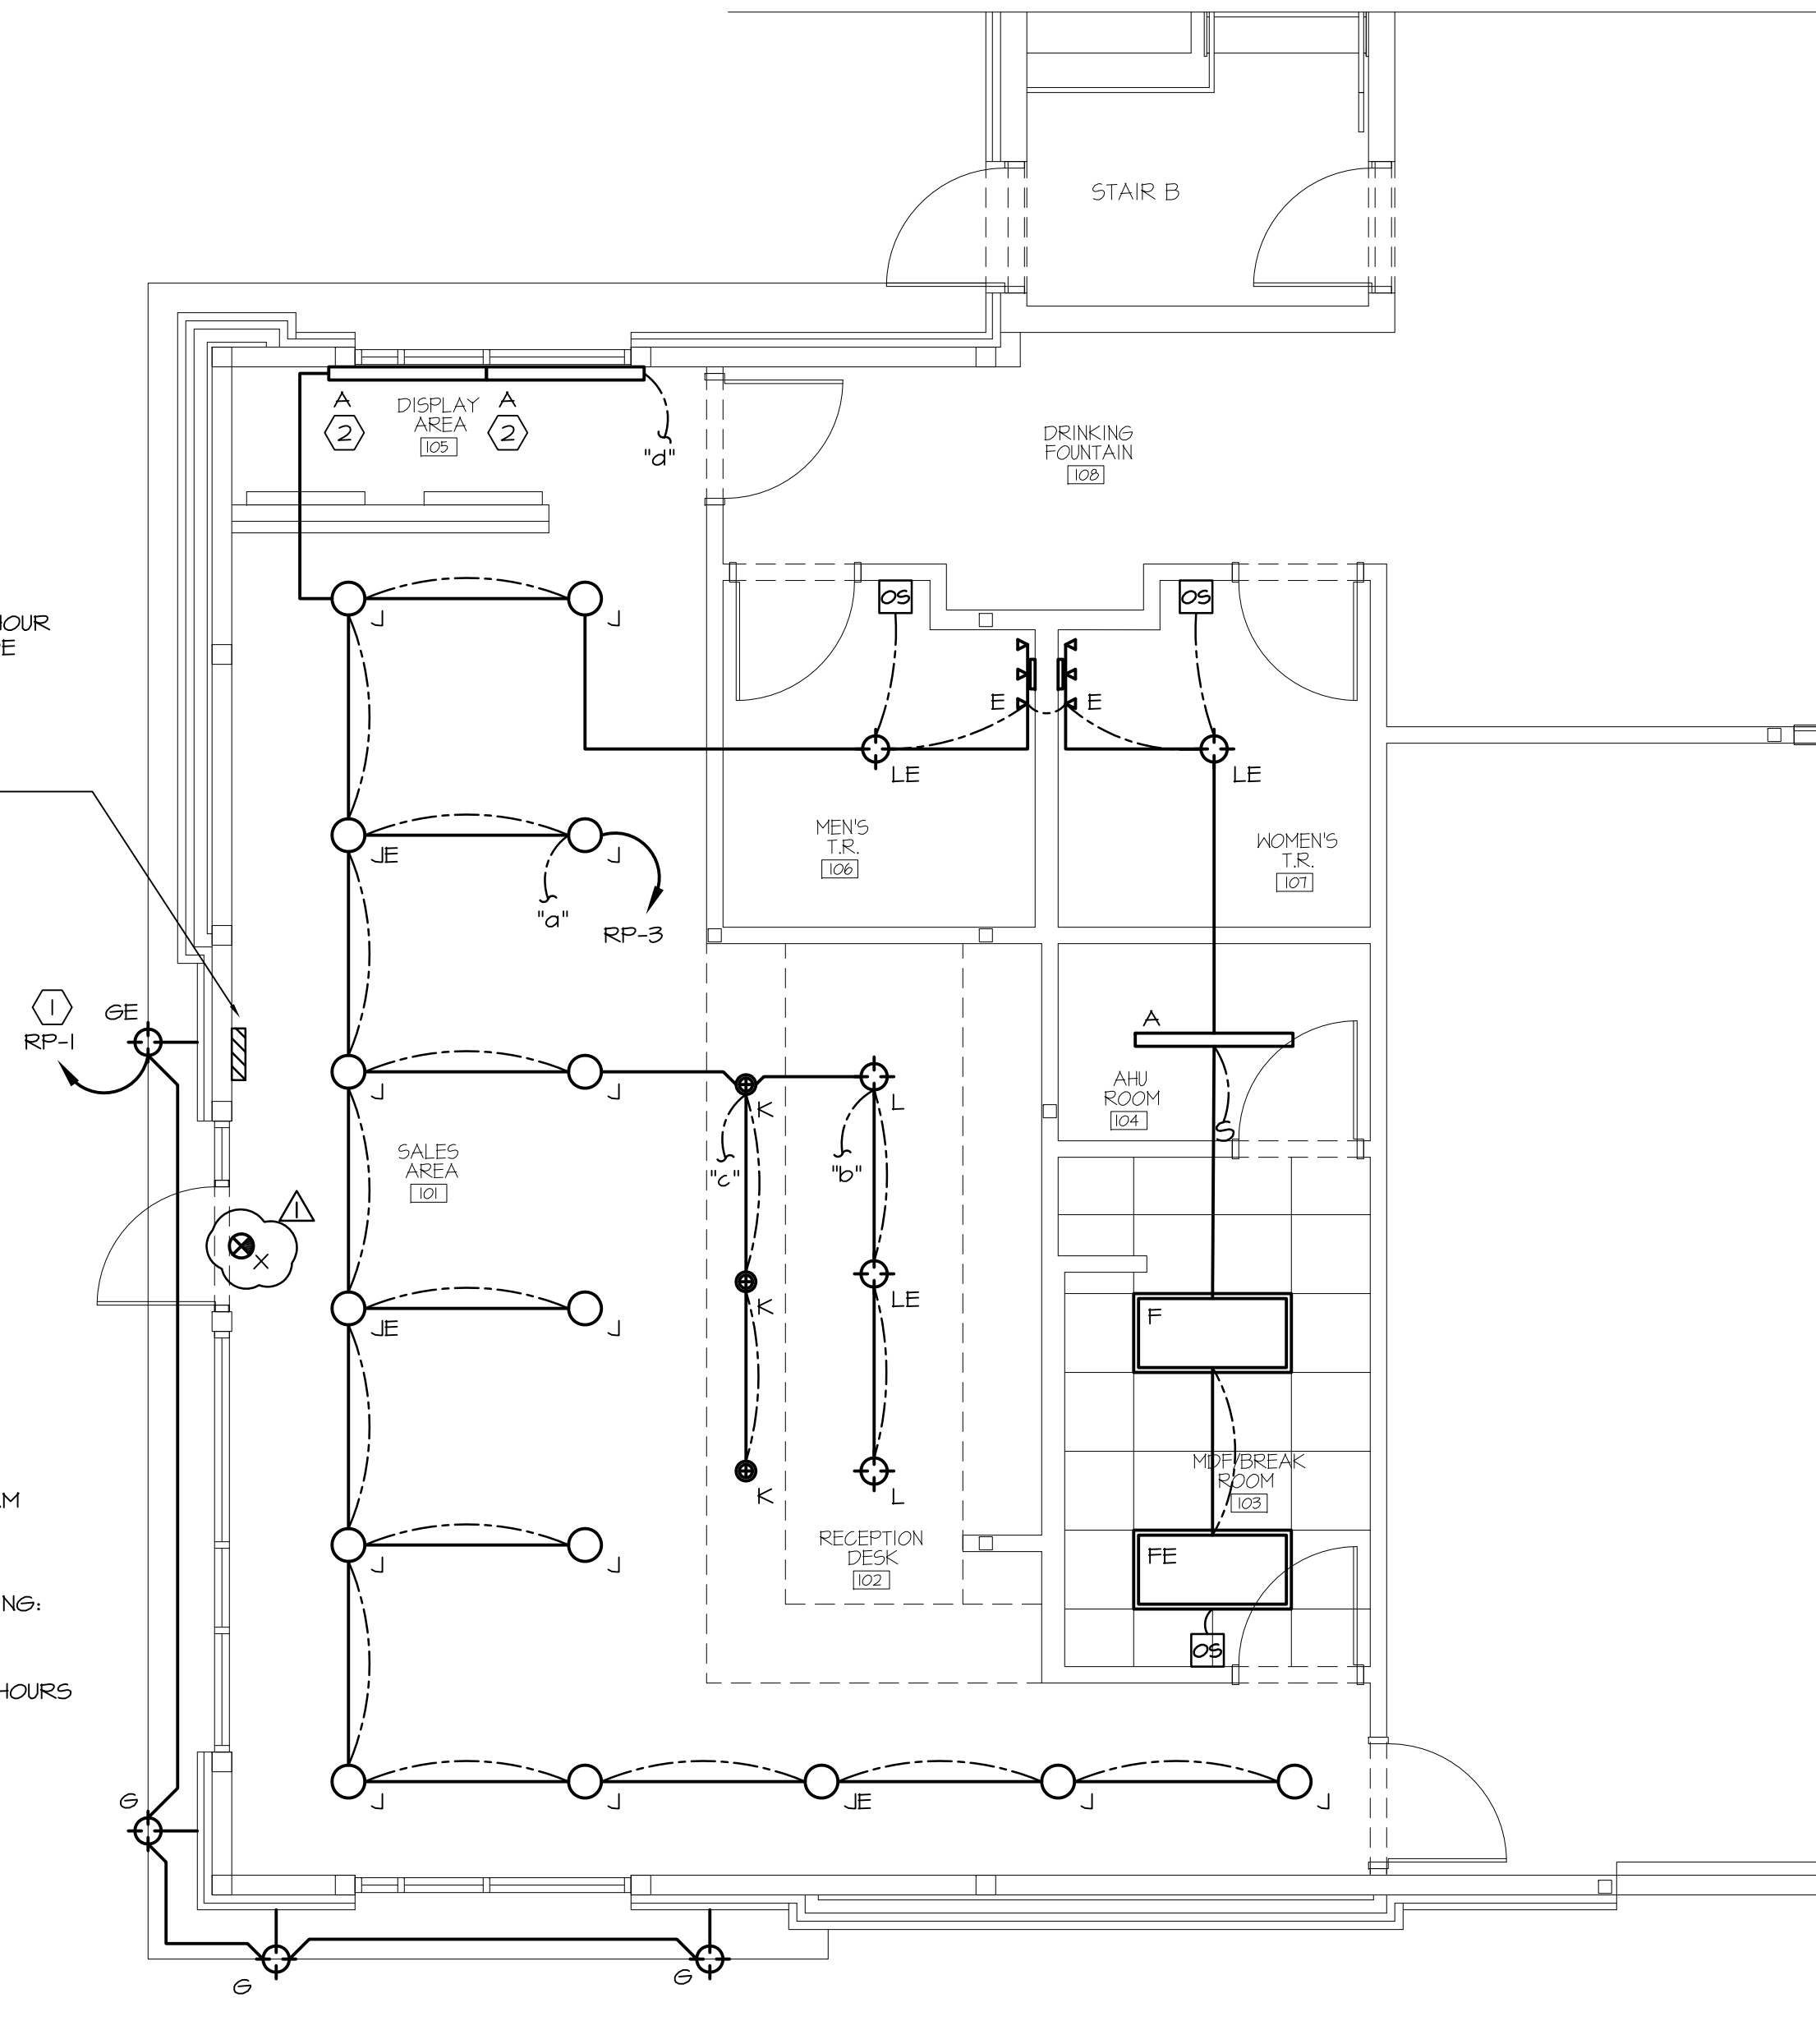 STAIR B
A
2
DISPLAY
AREA
105
A
2
"d"
DRINKING
FOUNTAIN
108
HOUR
J
J
OS
OS
E
E
LE
LE
MEN'S
T.R.
106
WOMEN'S
T.R.
107
JE
J
"a"
RP-3
1
RP-1
GE
J
J
K
L
"c"
"b"
A
AHU
ROOM
104
S
SALES
AREA
101
1
X
JE
J
K
LE
F
K
L
MDF/BREAK
ROOM
103
J
J
RECEPTION
DESK
102
FE
NG:
OS
HOURS
J
J
JE
J
J
G
G
G